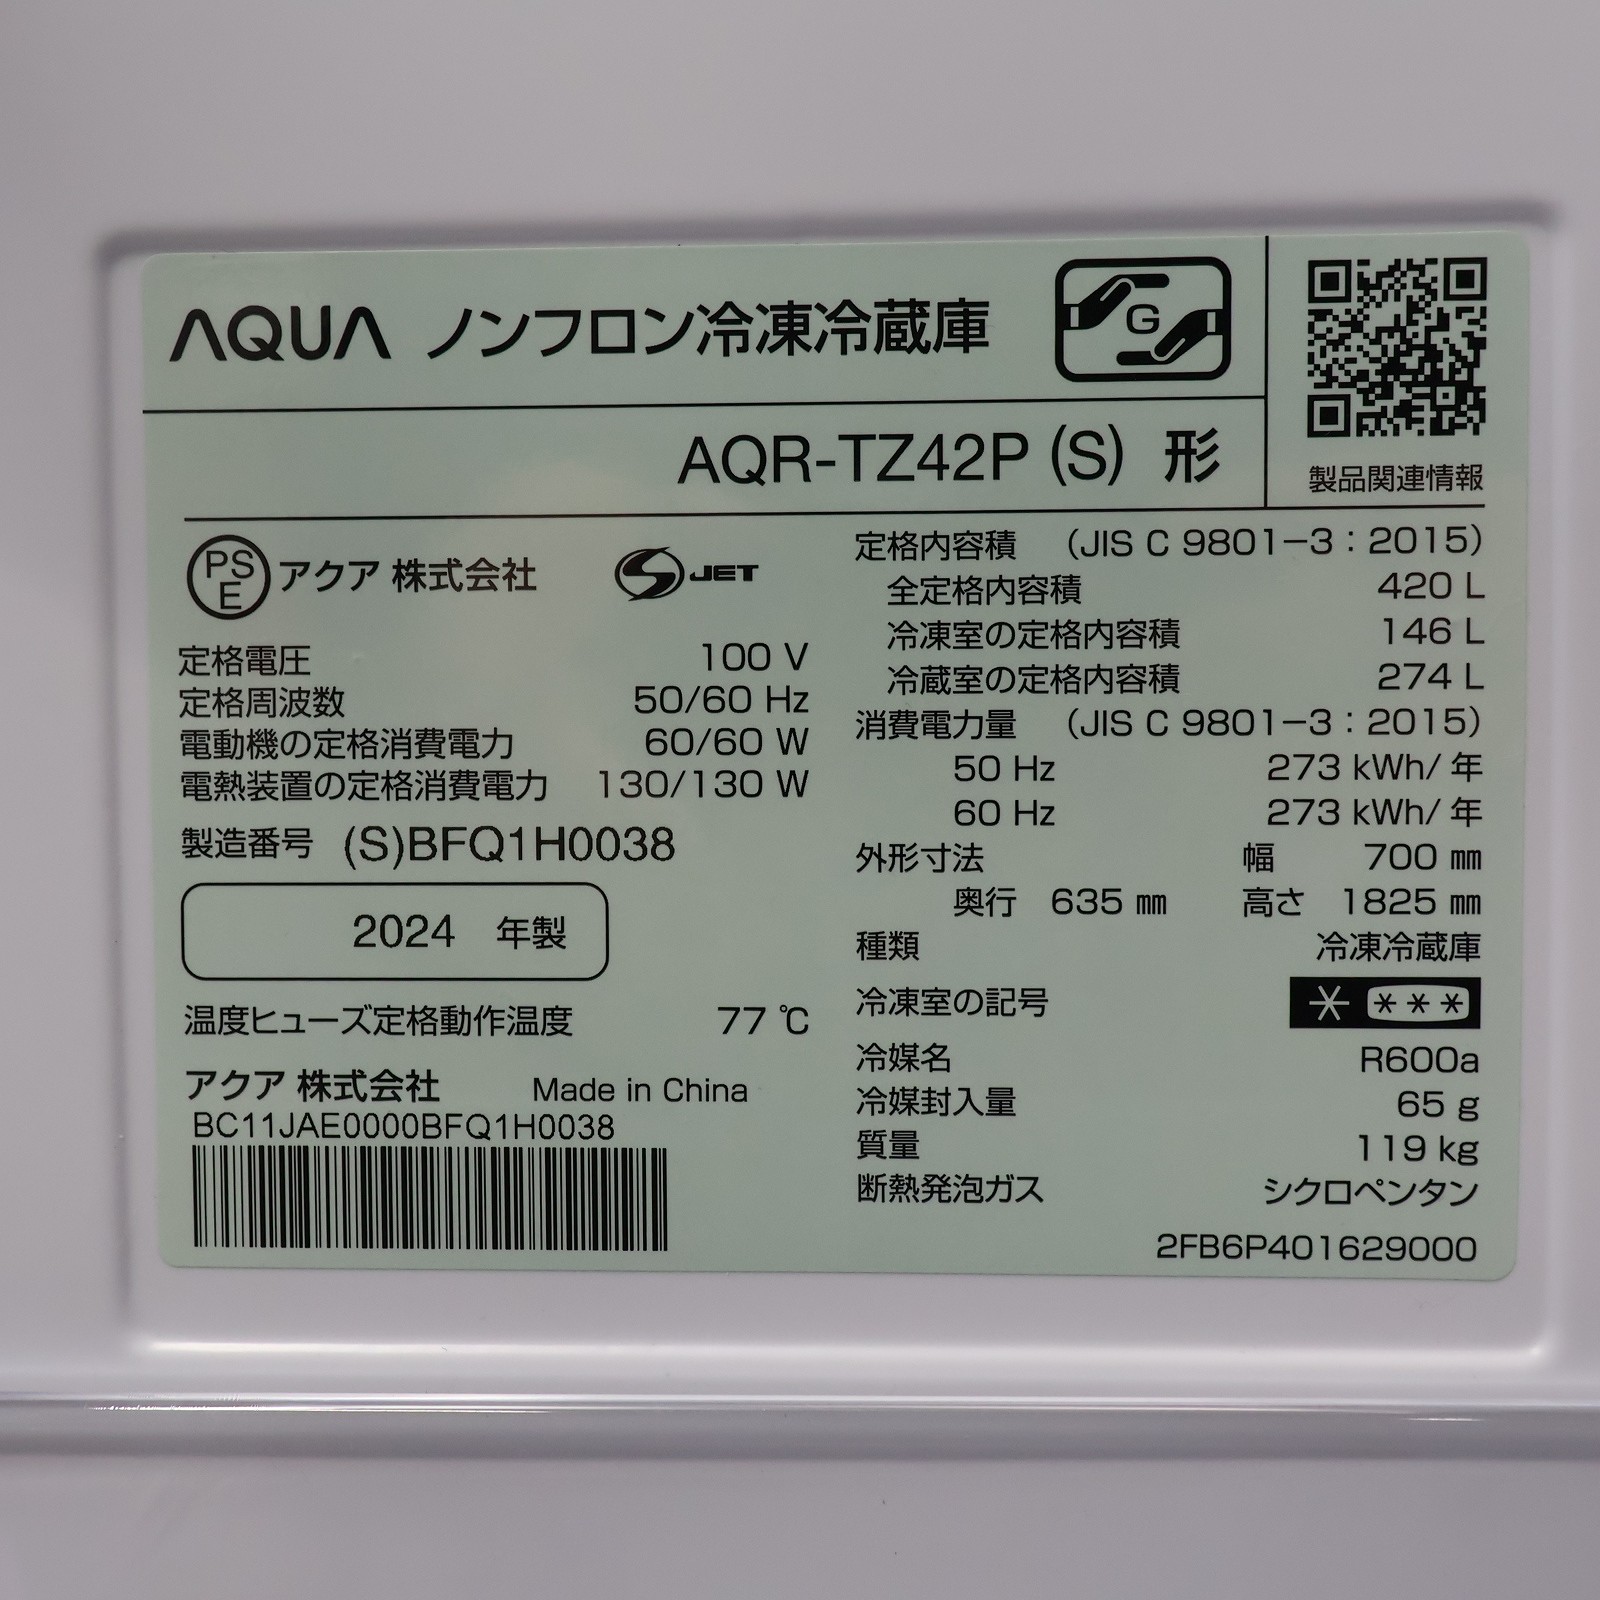 AQUA ノンフロン冷凍冷蔵庫
G
AQR-TZ42P (S) 形
製品関連情報
PS
E
アクア 株式会社
S JET
定格電圧 100 V
定格周波数 50/60 Hz
電動機の定格消費電力 60/60 W
電熱装置の定格消費電力 130/130 W
製造番号 (S)BFQ1H0038
2024 年製
温度ヒューズ定格動作温度 77 ℃
アクア 株式会社 Made in China
BC11JAE0000BFQ1H0038
定格内容積 (JIS C 9801-3:2015)
全定格内容積 420 L
冷凍室の定格内容積 146 L
冷蔵室の定格内容積 274 L
消費電力量 (JIS C 9801-3:2015)
50 Hz 273 kWh/年
60 Hz 273 kWh/年
外形寸法 幅 700 ㎜
奥行 635 ㎜ 高さ 1825 ㎜
種類 冷凍冷蔵庫
冷凍室の記号 * ***
冷媒名 R600a
冷媒封入量 65 g
質量 119 kg
断熱発泡ガス シクロペンタン
2FB6P401629000